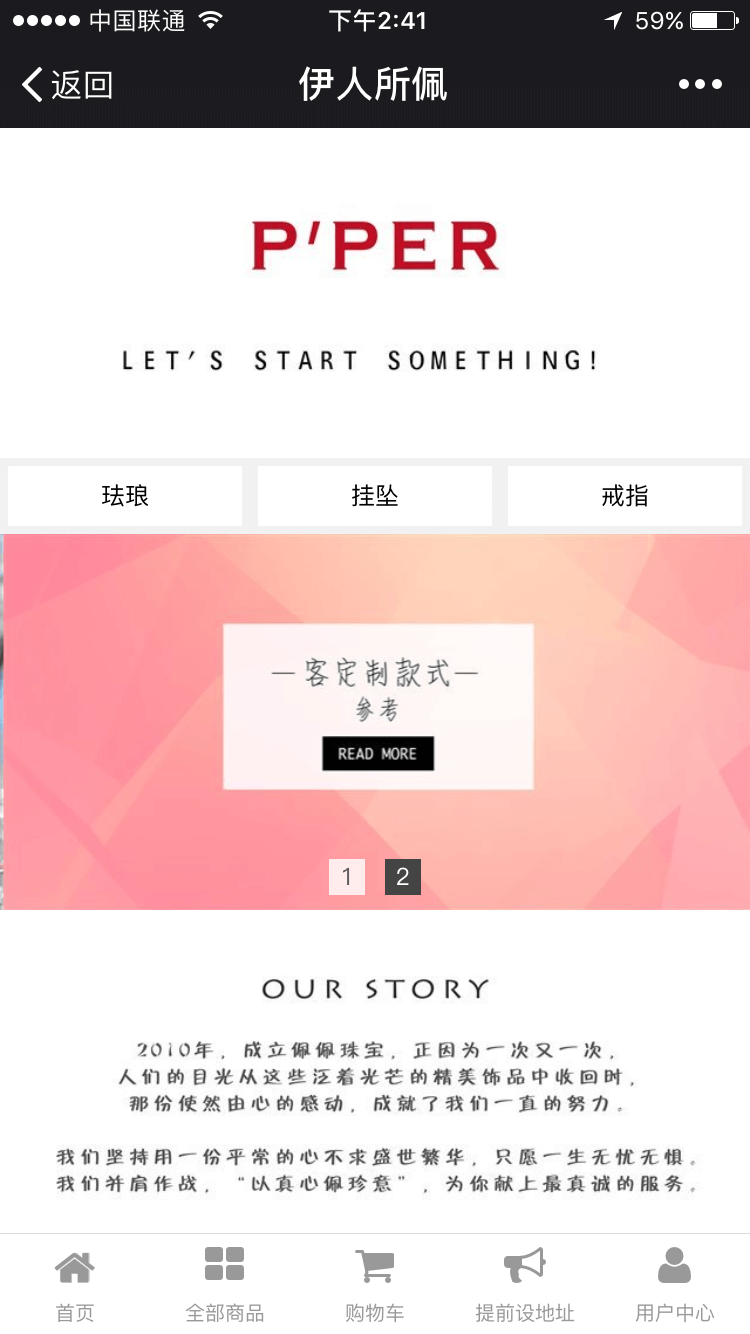 中国联通 下午2:41 59%
返回 伊人所佩
P'PER
LET'S START SOMETHING!
珐琅 挂坠 戒指
—客定制款式—
参考
READ MORE
1 2
OUR STORY
2010年，成立佩佩珠宝，正因为一次又一次，
人们的目光从这些泛着光芒的精美饰品中收回时，
那份使然由心的感动，成就了我们一直的努力。
我们坚持用一份平常的心不求盛世繁华，只愿一生无忧无惧。
我们并肩作战，“以真心佩珍意”，为你献上最真诚的服务。
首页 全部商品 购物车 提前设地址 用户中心